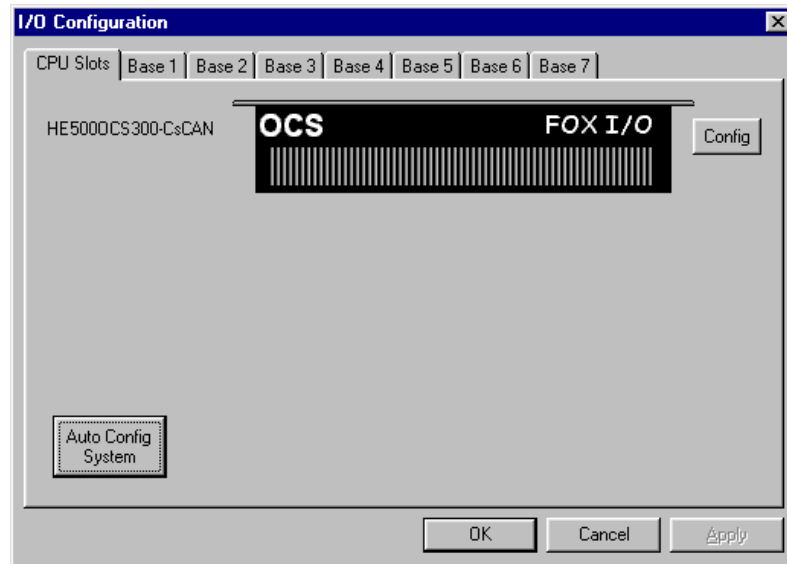 I/O Configuration
CPU Slots Base 1 Base 2 Base 3 Base 4 Base 5 Base 6 Base 7
HE500OCS300-CsCAN OCS FOX I/O Config
Auto Config
System
OK Cancel Apply